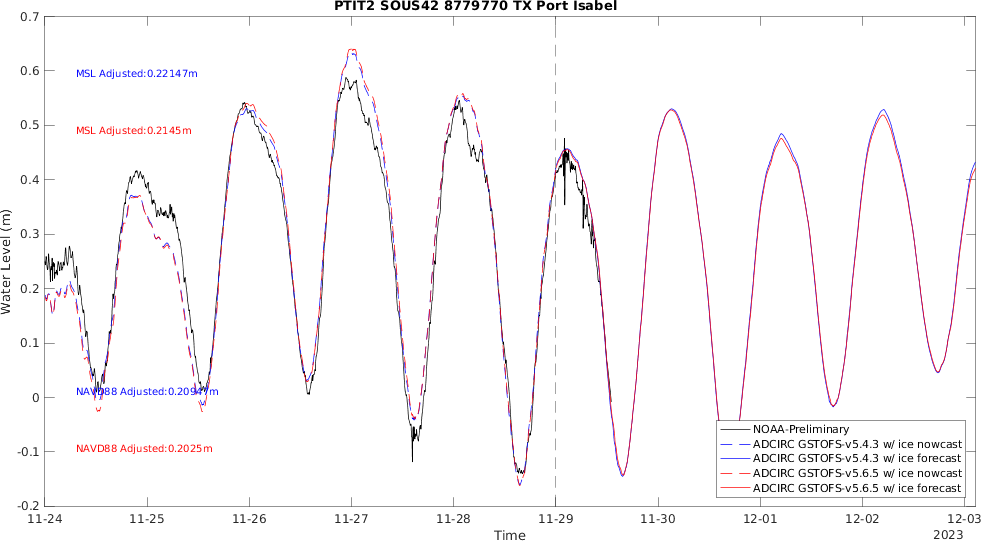 PTIT2 SOUS42 8779770 TX Port Isabel
0.7
0.6
0.5
0.4
0.3
0.2
0.1
0
-0.1
-0.2
Water Level (m)
MSL Adjusted:0.22147m
MSL Adjusted:0.2145m
NAVD88 Adjusted:0.20947m
NAVD88 Adjusted:0.2025m
NOAA-Preliminary
ADCIRC GSTOFS-v5.4.3 w/ ice nowcast
ADCIRC GSTOFS-v5.4.3 w/ ice forecast
ADCIRC GSTOFS-v5.6.5 w/ ice nowcast
ADCIRC GSTOFS-v5.6.5 w/ ice forecast
11-24 11-25 11-26 11-27 11-28 11-29 11-30 12-01 12-02 12-03
Time
2023